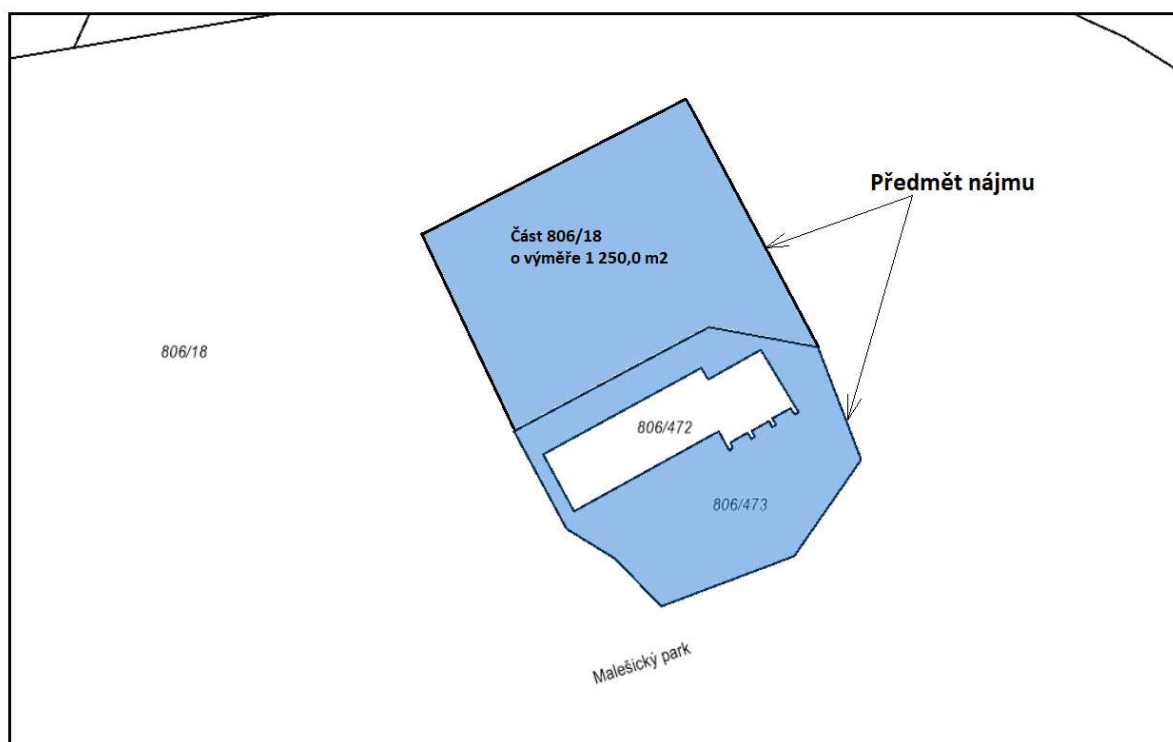 Předmět nájmu
Část 806/18
o výměře 1 250,0 m2
806/18
806/472
806/473
Malešický park